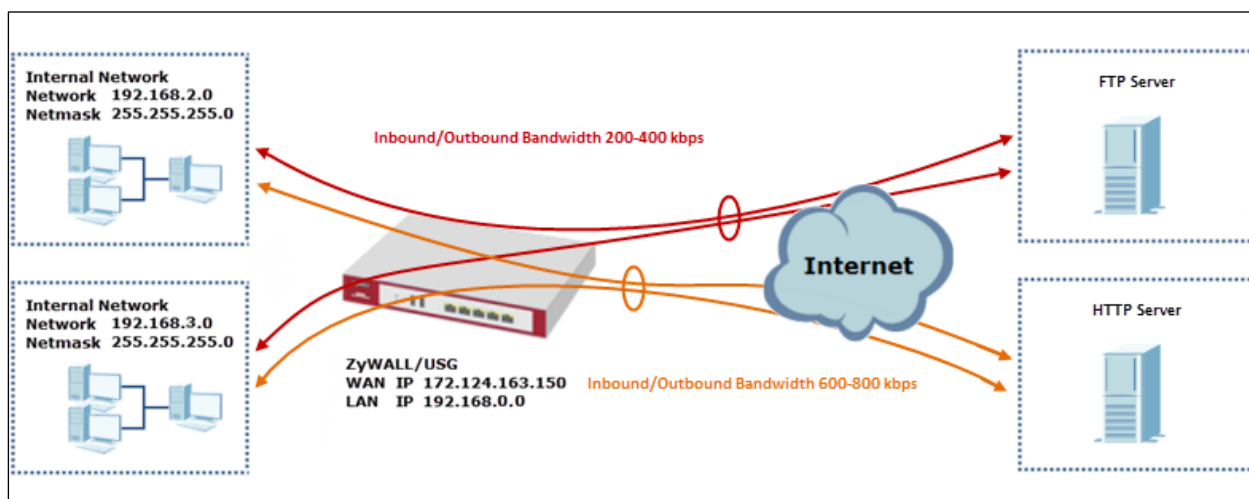 Internal Network
Network 192.168.2.0
Netmask 255.255.255.0
Inbound/Outbound Bandwidth 200-400 kbps
FTP Server
Internet
Internal Network
Network 192.168.3.0
Netmask 255.255.255.0
HTTP Server
ZyWALL/USG
WAN IP 172.124.163.150
LAN IP 192.168.0.0
Inbound/Outbound Bandwidth 600-800 kbps